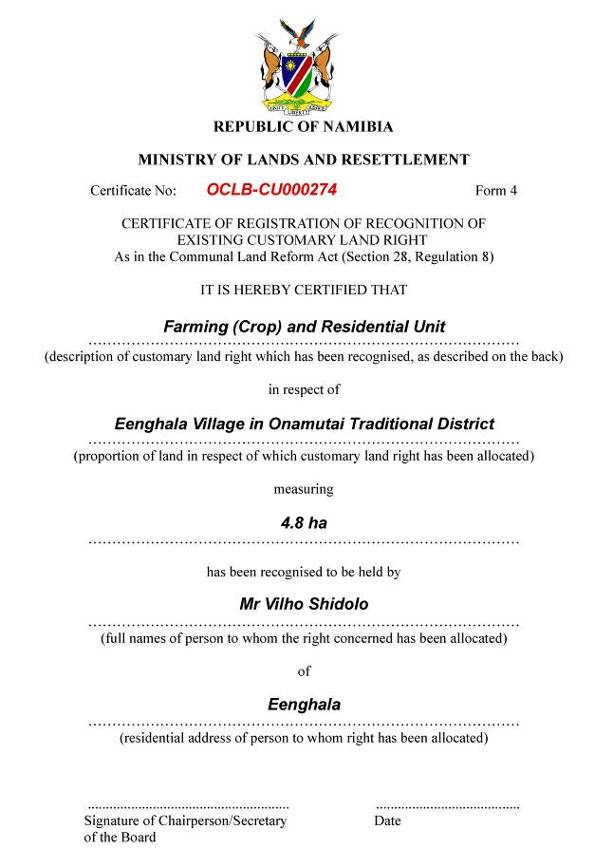 UNITY LIBERTY JUSTICE
REPUBLIC OF NAMIBIA
MINISTRY OF LANDS AND RESETTLEMENT
Certificate No: OCLB-CU000274 Form 4
CERTIFICATE OF REGISTRATION OF RECOGNITION OF
EXISTING CUSTOMARY LAND RIGHT
As in the Communal Land Reform Act (Section 28, Regulation 8)
IT IS HEREBY CERTIFIED THAT
Farming (Crop) and Residential Unit
(description of customary land right which has been recognised, as described on the back)
in respect of
Eenghala Village in Onamutai Traditional District
(proportion of land in respect of which customary land right has been allocated)
measuring
4.8 ha
has been recognised to be held by
Mr Vilho Shidolo
(full names of person to whom the right concerned has been allocated)
of
Eenghala
(residential address of person to whom right has been allocated)
Signature of Chairperson/Secretary Date
of the Board